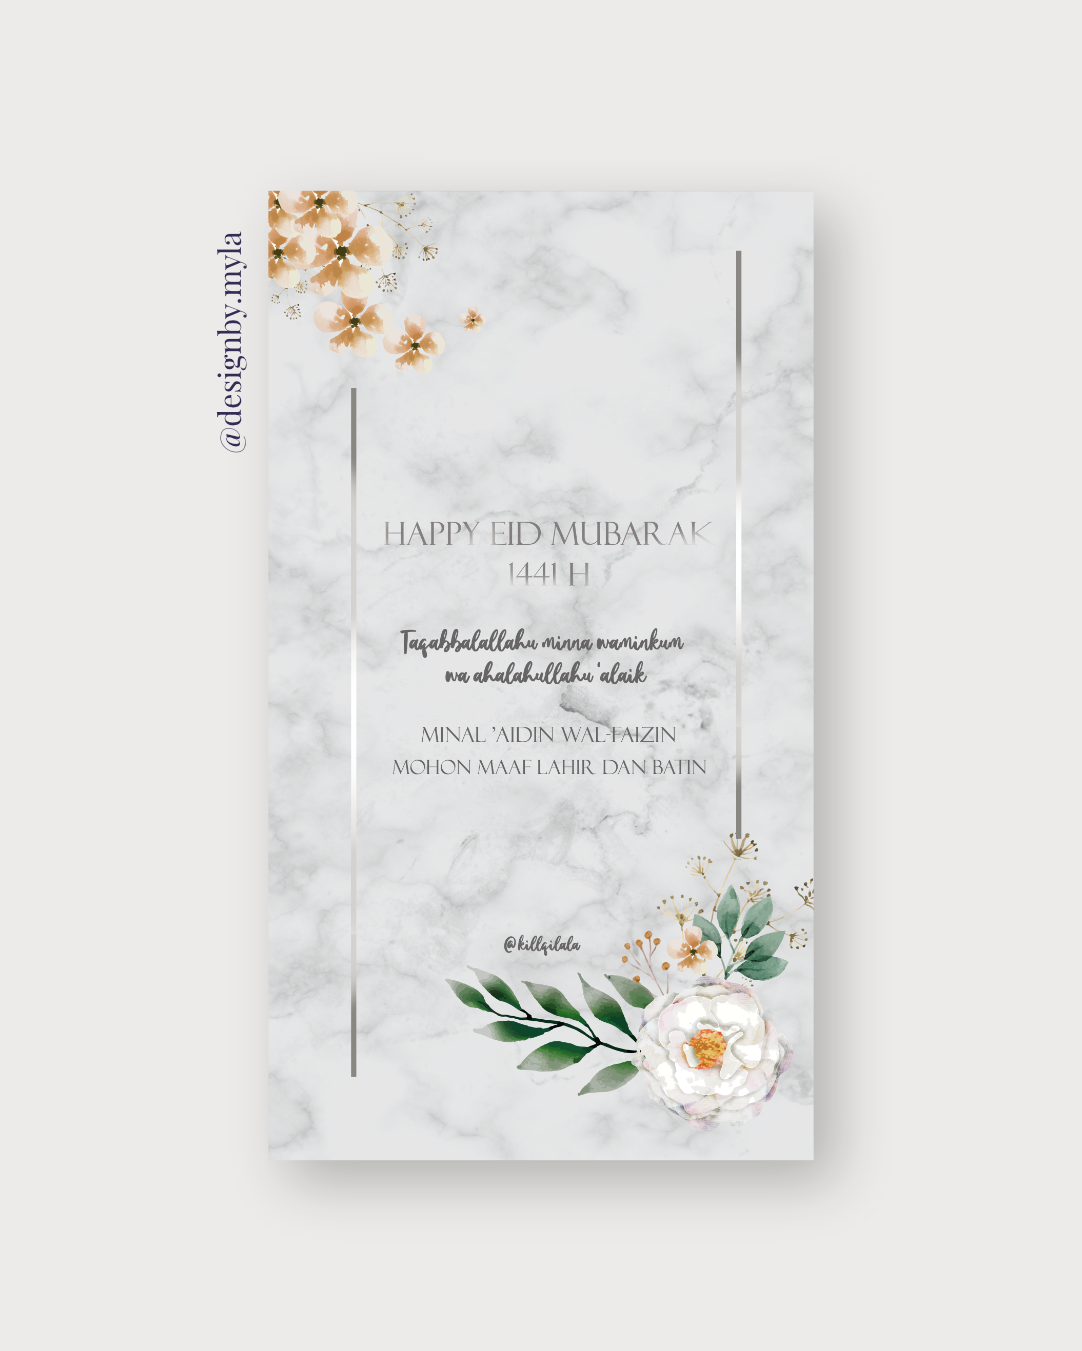 @designby.myla
HAPPY EID MUBARAK
1441 H
Taqabbalallahu minna waminkum
wa ahalahullahu 'alaik
MINAL 'AIDIN WAL-FAIZIN
MOHON MAAF LAHIR DAN BATIN
@killqilala